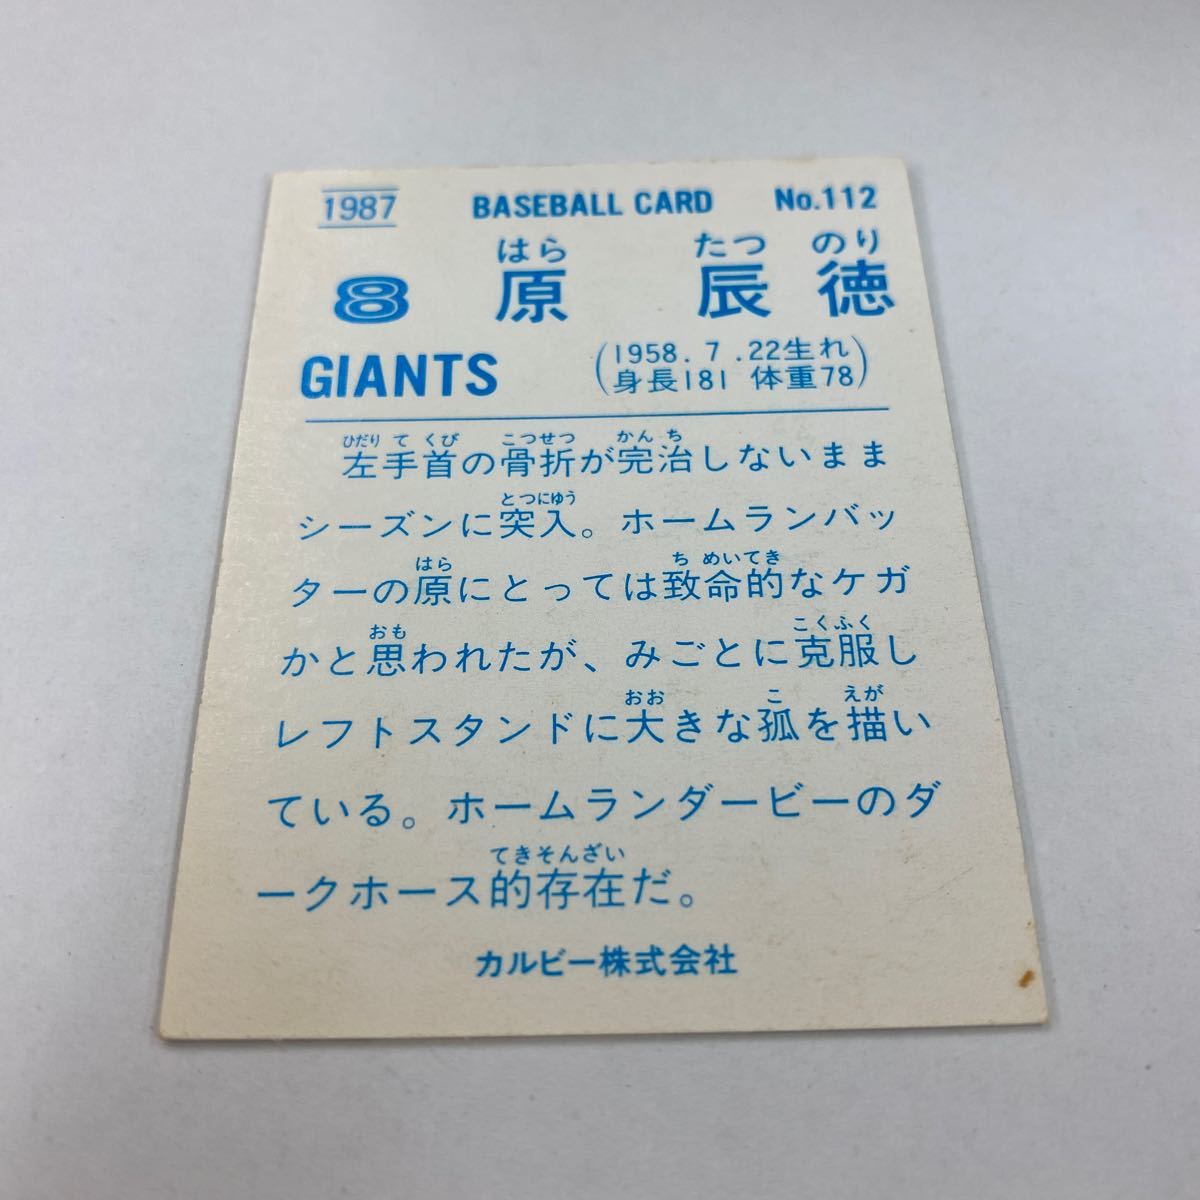 1987 BASEBALL CARD No.112
はら たつ のり
8 原 辰 徳
GIANTS
(1958.7.22生れ
身長181 体重78)
ひだり て くび こつせつ かん ち
左手首の骨折が完治しないまま
とつにゆう
シーズンに突入。ホームランバッ
はら ち めいてき
ターの原にとっては致命的なケガ
おも こくふく
かと思われたが、みごとに克服し
おお こ えが
レフトスタンドに大きな孤を描い
ている。ホームランダービーのダ
てきそんざい
ークホース的存在だ。
カルビー株式会社